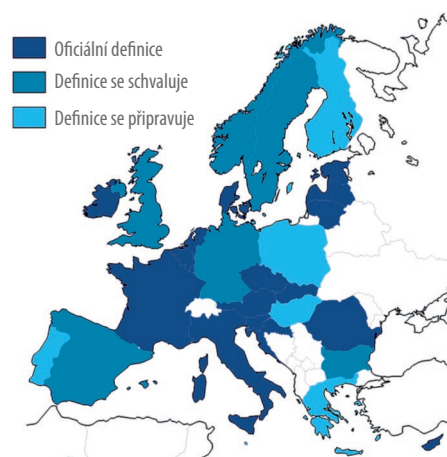 Oficiální definice
Definice se schvaluje
Definice se připravuje